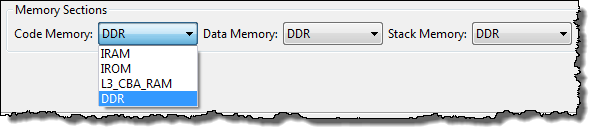 Memory Sections
Code Memory: DDR Data Memory: DDR Stack Memory: DDR
IRAM
IROM
L3_CBA_RAM
DDR